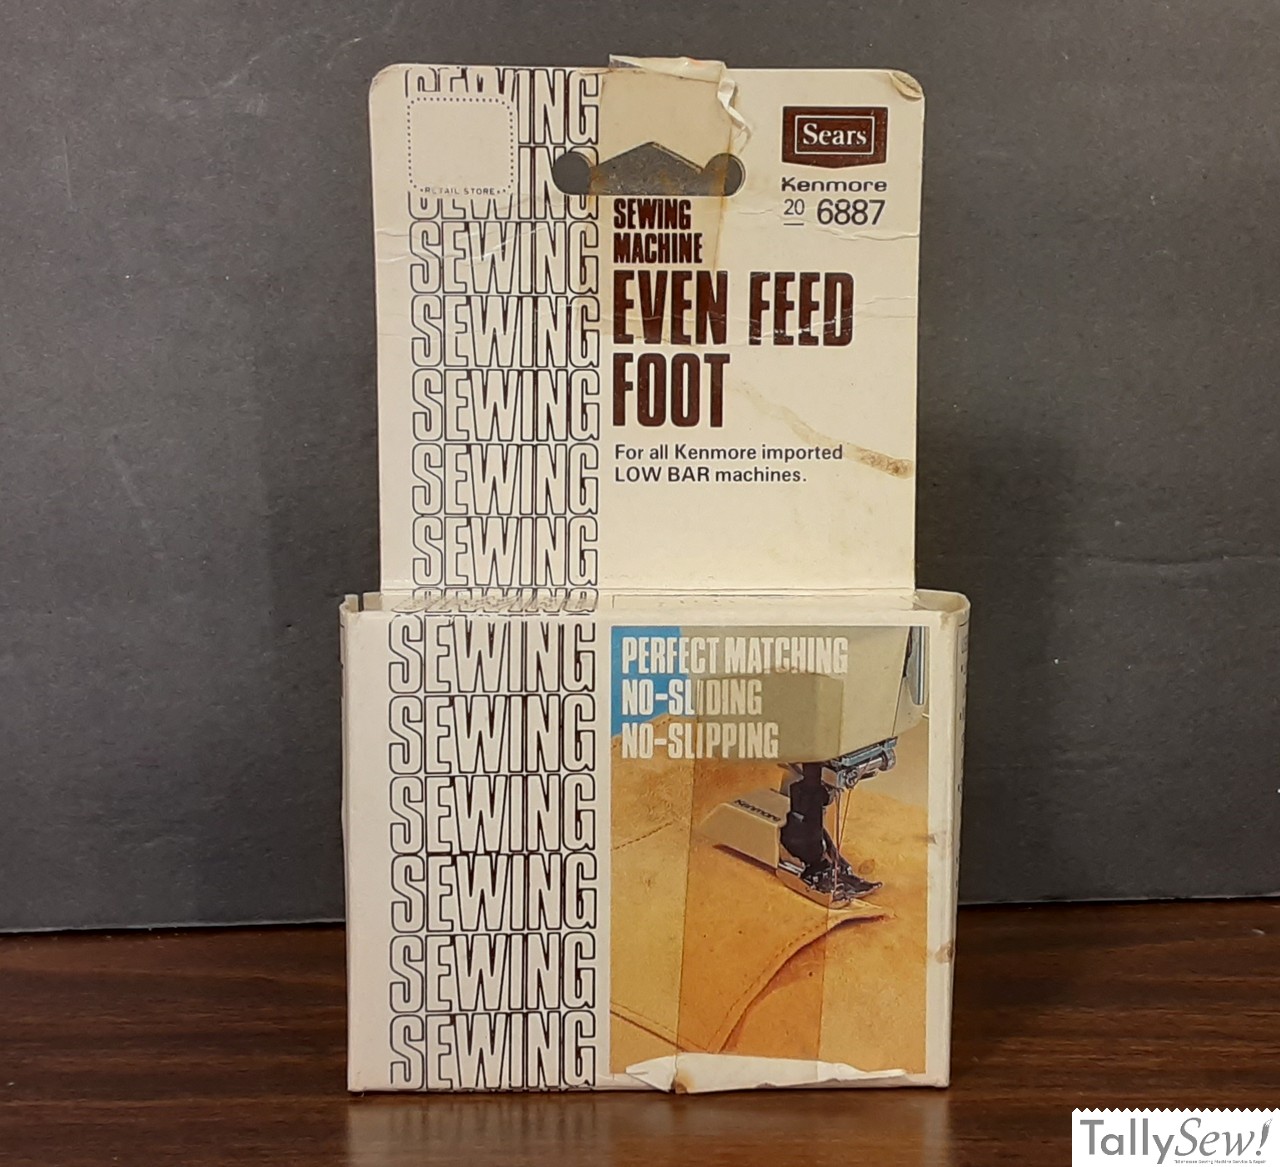 SEWING
RETAIL STORE
SEWING
SEWING
SEWING
SEWING
SEWING
SEWING
SEWING
SEWING
Sears
Kenmore
20 6887
SEWING
MACHINE
EVEN FEED
FOOT
For all Kenmore imported
LOW BAR machines.
SEWING
SEWING
SEWING
SEWING
SEWING
SEWING
PERFECT MATCHING
NO-SLIDING
NO-SLIPPING
Kenmore
TallySew!